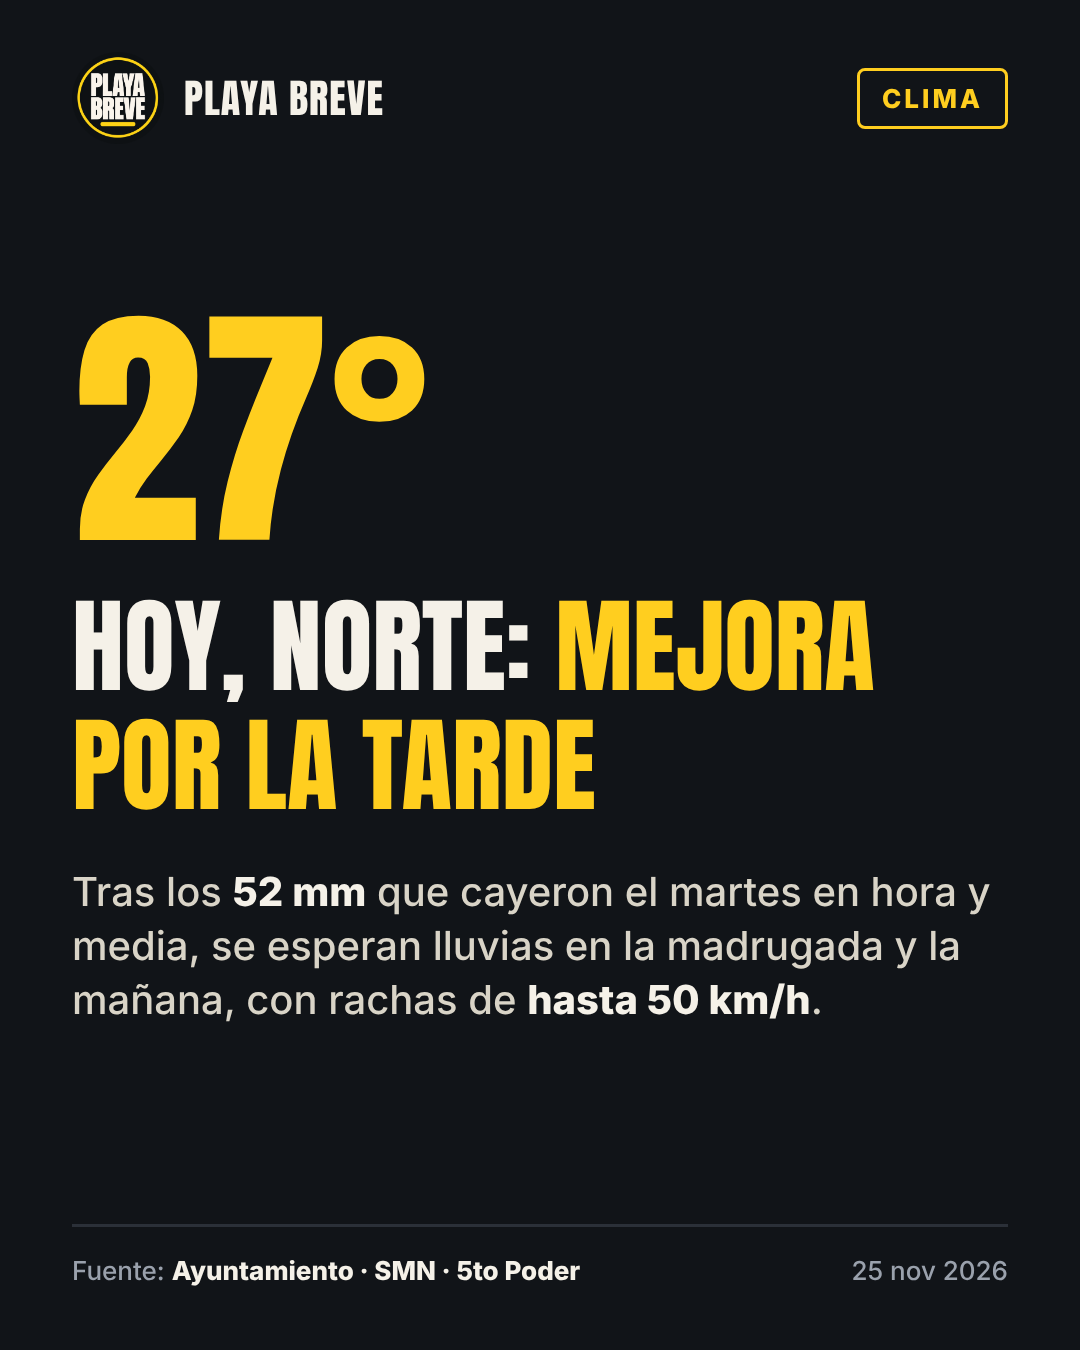 PLAYA
BREVE
PLAYA BREVE
CLIMA
27°
HOY, NORTE: MEJORA
POR LA TARDE
Tras los 52 mm que cayeron el martes en hora y
media, se esperan lluvias en la madrugada y la
mañana, con rachas de hasta 50 km/h.
Fuente: Ayuntamiento · SMN · 5to Poder
25 nov 2026